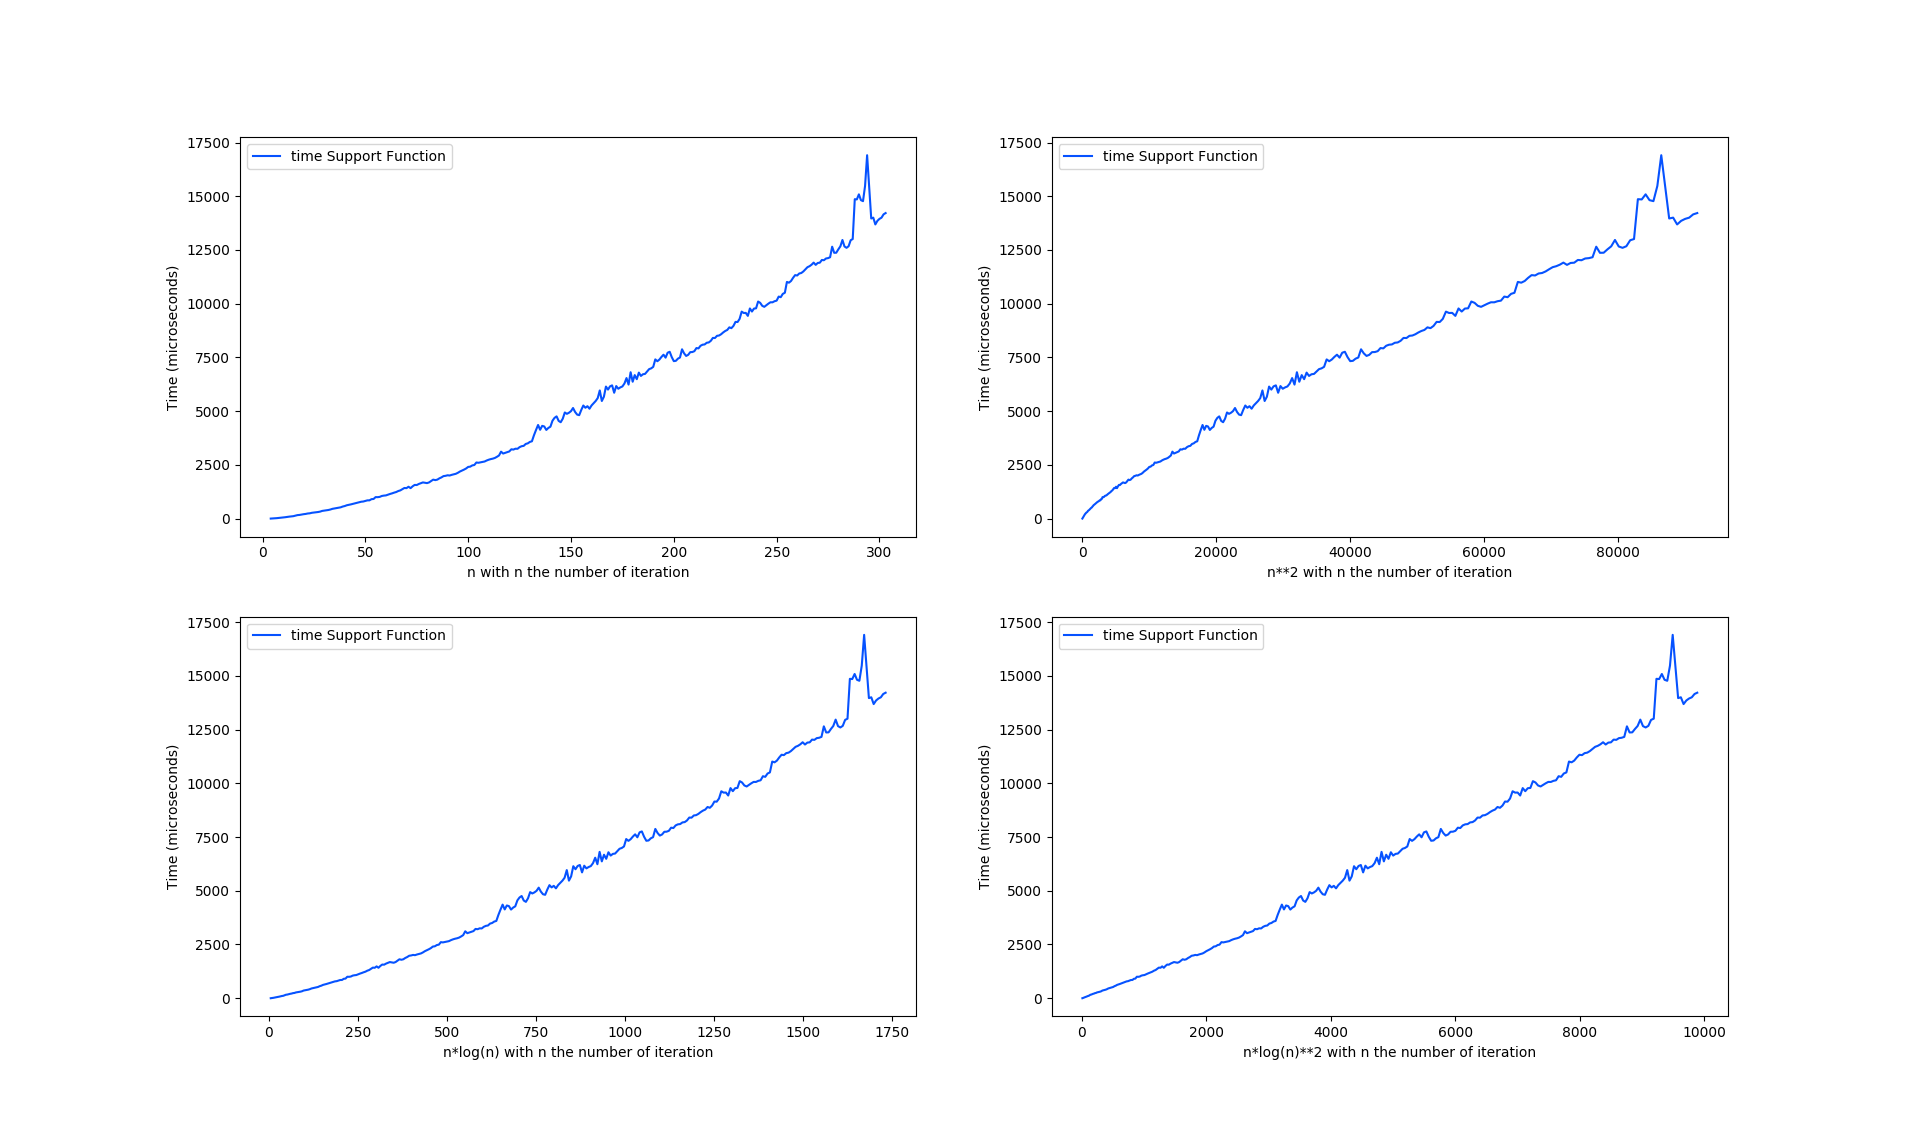 17500
15000
12500
10000
7500
5000
2500
0
Time (microseconds)
time Support Function
0 50 100 150 200 250 300
n with n the number of iteration
17500
15000
12500
10000
7500
5000
2500
0
Time (microseconds)
time Support Function
0 20000 40000 60000 80000
n**2 with n the number of iteration
17500
15000
12500
10000
7500
5000
2500
0
Time (microseconds)
time Support Function
0 250 500 750 1000 1250 1500 1750
n*log(n) with n the number of iteration
17500
15000
12500
10000
7500
5000
2500
0
Time (microseconds)
time Support Function
0 2000 4000 6000 8000 10000
n*log(n)**2 with n the number of iteration